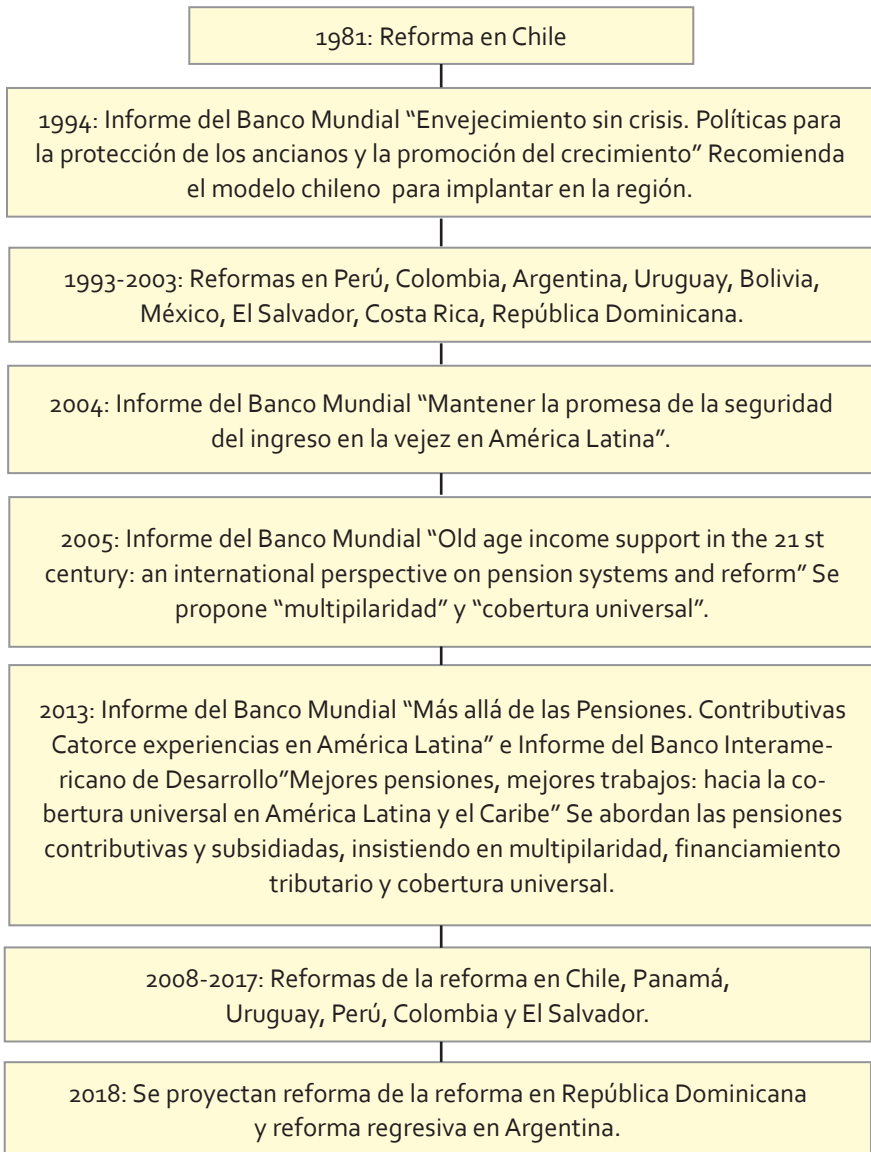 1981: Reforma en Chile
1994: Informe del Banco Mundial “Envejecimiento sin crisis. Políticas para
la protección de los ancianos y la promoción del crecimiento” Recomienda
el modelo chileno para implantar en la región.
1993-2003: Reformas en Perú, Colombia, Argentina, Uruguay, Bolivia,
México, El Salvador, Costa Rica, República Dominicana.
2004: Informe del Banco Mundial “Mantener la promesa de la seguridad
del ingreso en la vejez en América Latina”.
2005: Informe del Banco Mundial “Old age income support in the 21 st
century: an international perspective on pension systems and reform” Se
propone “multipilaridad” y “cobertura universal”.
2013: Informe del Banco Mundial “Más allá de las Pensiones. Contributivas
Catorce experiencias en América Latina” e Informe del Banco Interame-
ricano de Desarrollo”Mejores pensiones, mejores trabajos: hacia la co-
bertura universal en América Latina y el Caribe” Se abordan las pensiones
contributivas y subsidiadas, insistiendo en multipilaridad, financiamiento
tributario y cobertura universal.
2008-2017: Reformas de la reforma en Chile, Panamá,
Uruguay, Perú, Colombia y El Salvador.
2018: Se proyectan reforma de la reforma en República Dominicana
y reforma regresiva en Argentina.